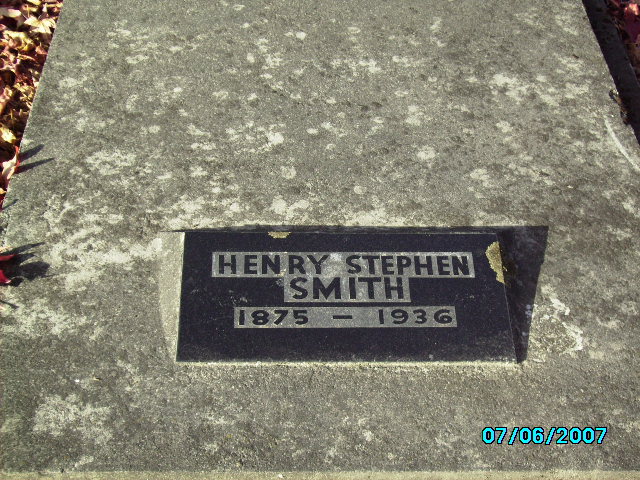 HENRY STEPHEN
SMITH
1875 — 1936
07/06/2007